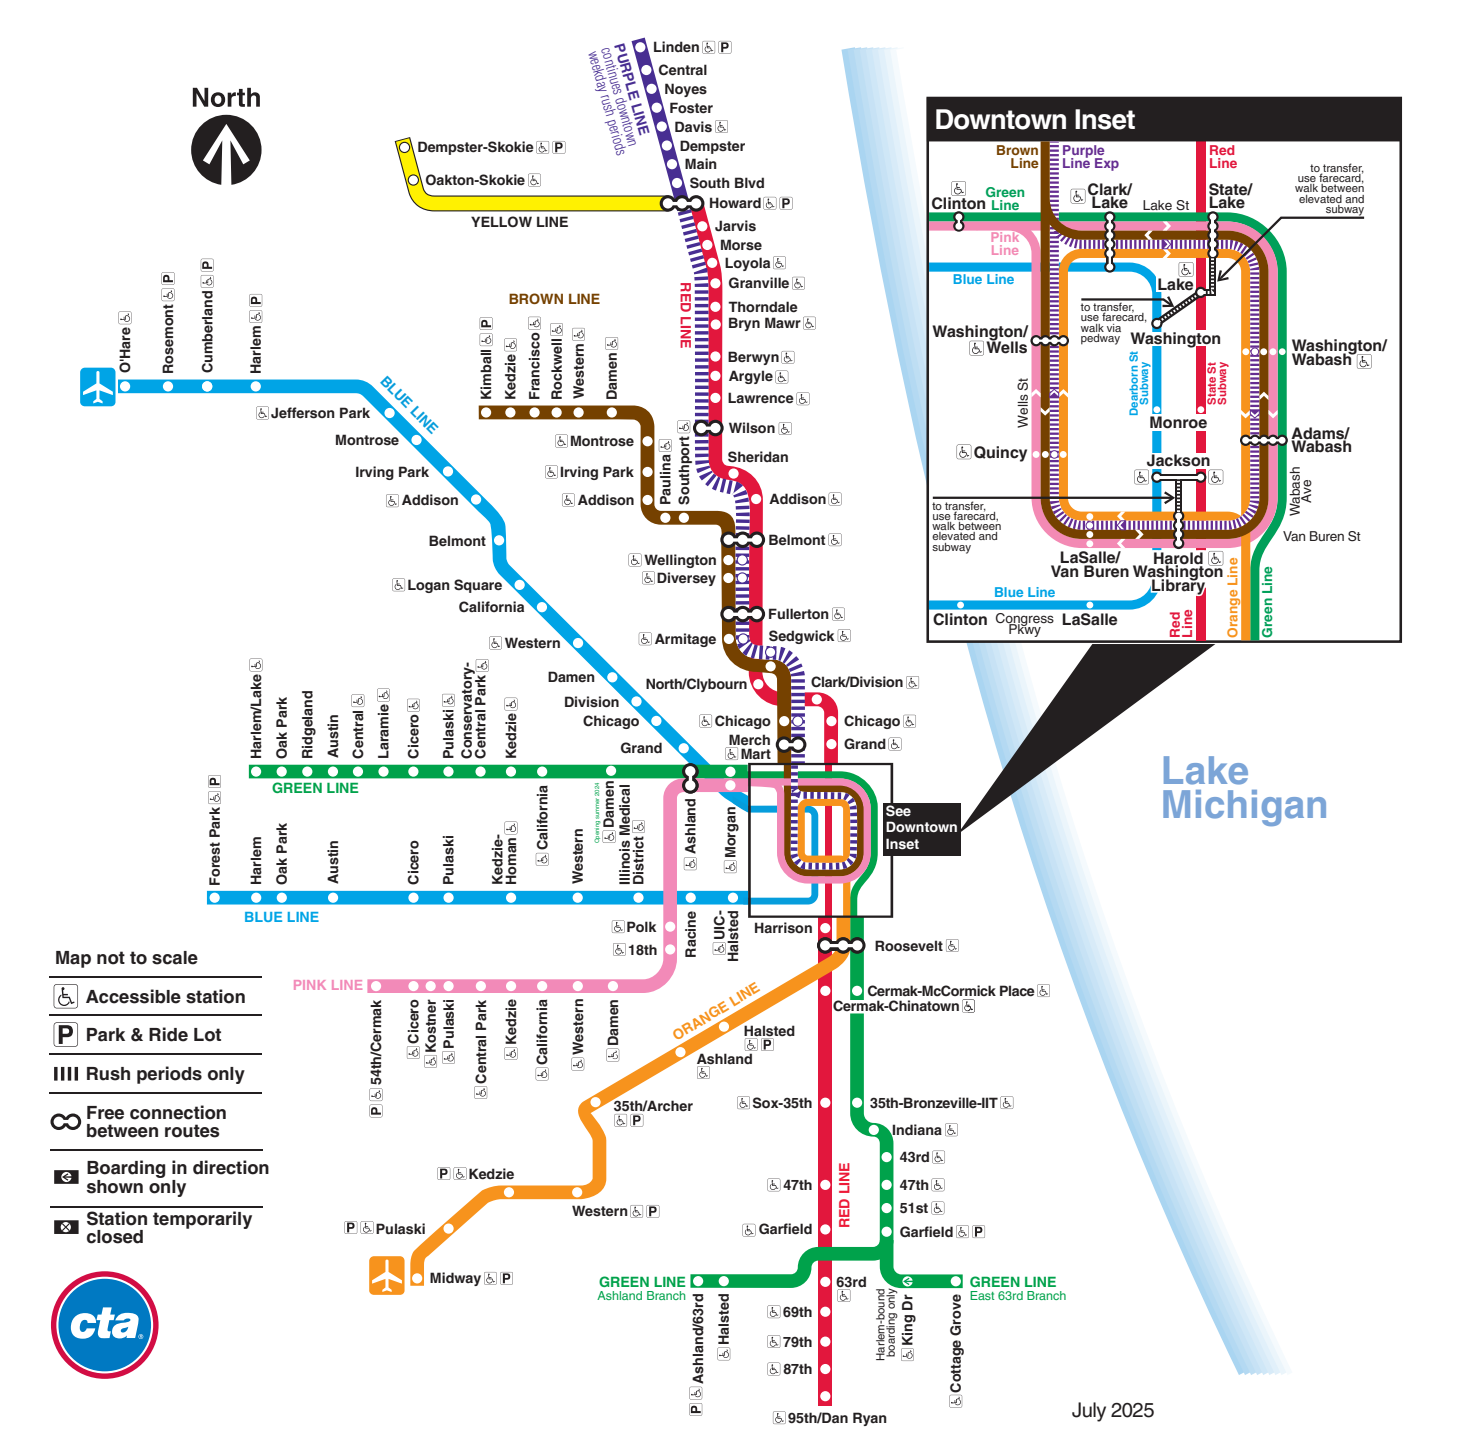 North
PURPLE LINE
continues downtown
weekday rush periods
Linden P
Central
Noyes
Foster
Davis
Dempster
Main
South Blvd
Howard P
Dempster-Skokie P
Oakton-Skokie
YELLOW LINE
Jarvis
Morse
Loyola
Granville
Thorndale
Bryn Mawr
Berwyn
Argyle
Lawrence
Wilson
Sheridan
Addison
Belmont
Fullerton
RED LINE
BROWN LINE
Kimball P
Kedzie
Francisco
Rockwell
Western
Damen
Montrose
Irving Park
Addison
Paulina
Southport
Wellington
Diversey
Armitage
Sedgwick
North/Clybourn
Clark/Division
Chicago
Chicago
Merch
Mart
Grand
O'Hare
Rosemont P
Cumberland P
Harlem P
BLUE LINE
Jefferson Park
Montrose
Irving Park
Addison
Belmont
Logan Square
California
Western
Damen
Division
Chicago
Grand
Harlem/Lake
Oak Park
Ridgeland
Austin
Central
Laramie
Cicero
Pulaski
Conservatory-
Central Park
Kedzie
GREEN LINE
California
Opening summer 2024
Damen
Ashland
Morgan
Forest Park P
Harlem
Oak Park
Austin
Cicero
Pulaski
Kedzie-
Homan
Western
Illinois Medical
District
Racine
UIC-
Halsted
BLUE LINE
Polk
18th
PINK LINE
P 54th/Cermak
Cicero
Kostner
Pulaski
Central Park
Kedzie
California
Western
Damen
See
Downtown
Inset
Harrison
Roosevelt
Cermak-McCormick Place
Cermak-Chinatown
ORANGE LINE
Halsted
P
Ashland
35th/Archer
P
P Kedzie
Western P
P Pulaski
Midway P
Sox-35th
35th-Bronzeville-IIT
Indiana
43rd
47th
47th
51st
Garfield
Garfield P
RED LINE
GREEN LINE
Ashland Branch
63rd
GREEN LINE
East 63rd Branch
P Ashland/63rd
Halsted
69th
79th
87th
95th/Dan Ryan
Harlem-bound
boarding only
King Dr
Cottage Grove
Downtown Inset
Brown
Line
Purple
Line Exp
Red
Line
to transfer,
use farecard,
walk between
elevated and
subway
Clinton
Green
Line
Clark/
Lake
Lake St
State/
Lake
Pink
Line
Blue Line
Lake
to transfer,
use farecard,
walk via
pedway
Washington
Washington/
Wells
Washington/
Wabash
Dearborn St
Subway
State St
Subway
Wells St
Monroe
Quincy
Adams/
Wabash
Jackson
to transfer,
use farecard,
walk between
elevated and
subway
Wabash
Ave
Van Buren St
LaSalle/
Van Buren
Harold
Washington
Library
Blue Line
Clinton
Congress
Pkwy
LaSalle
Red
Line
Orange Line
Green Line
Lake
Michigan
Map not to scale
Accessible station
P Park & Ride Lot
Rush periods only
Free connection
between routes
Boarding in direction
shown only
Station temporarily
closed
cta®
July 2025